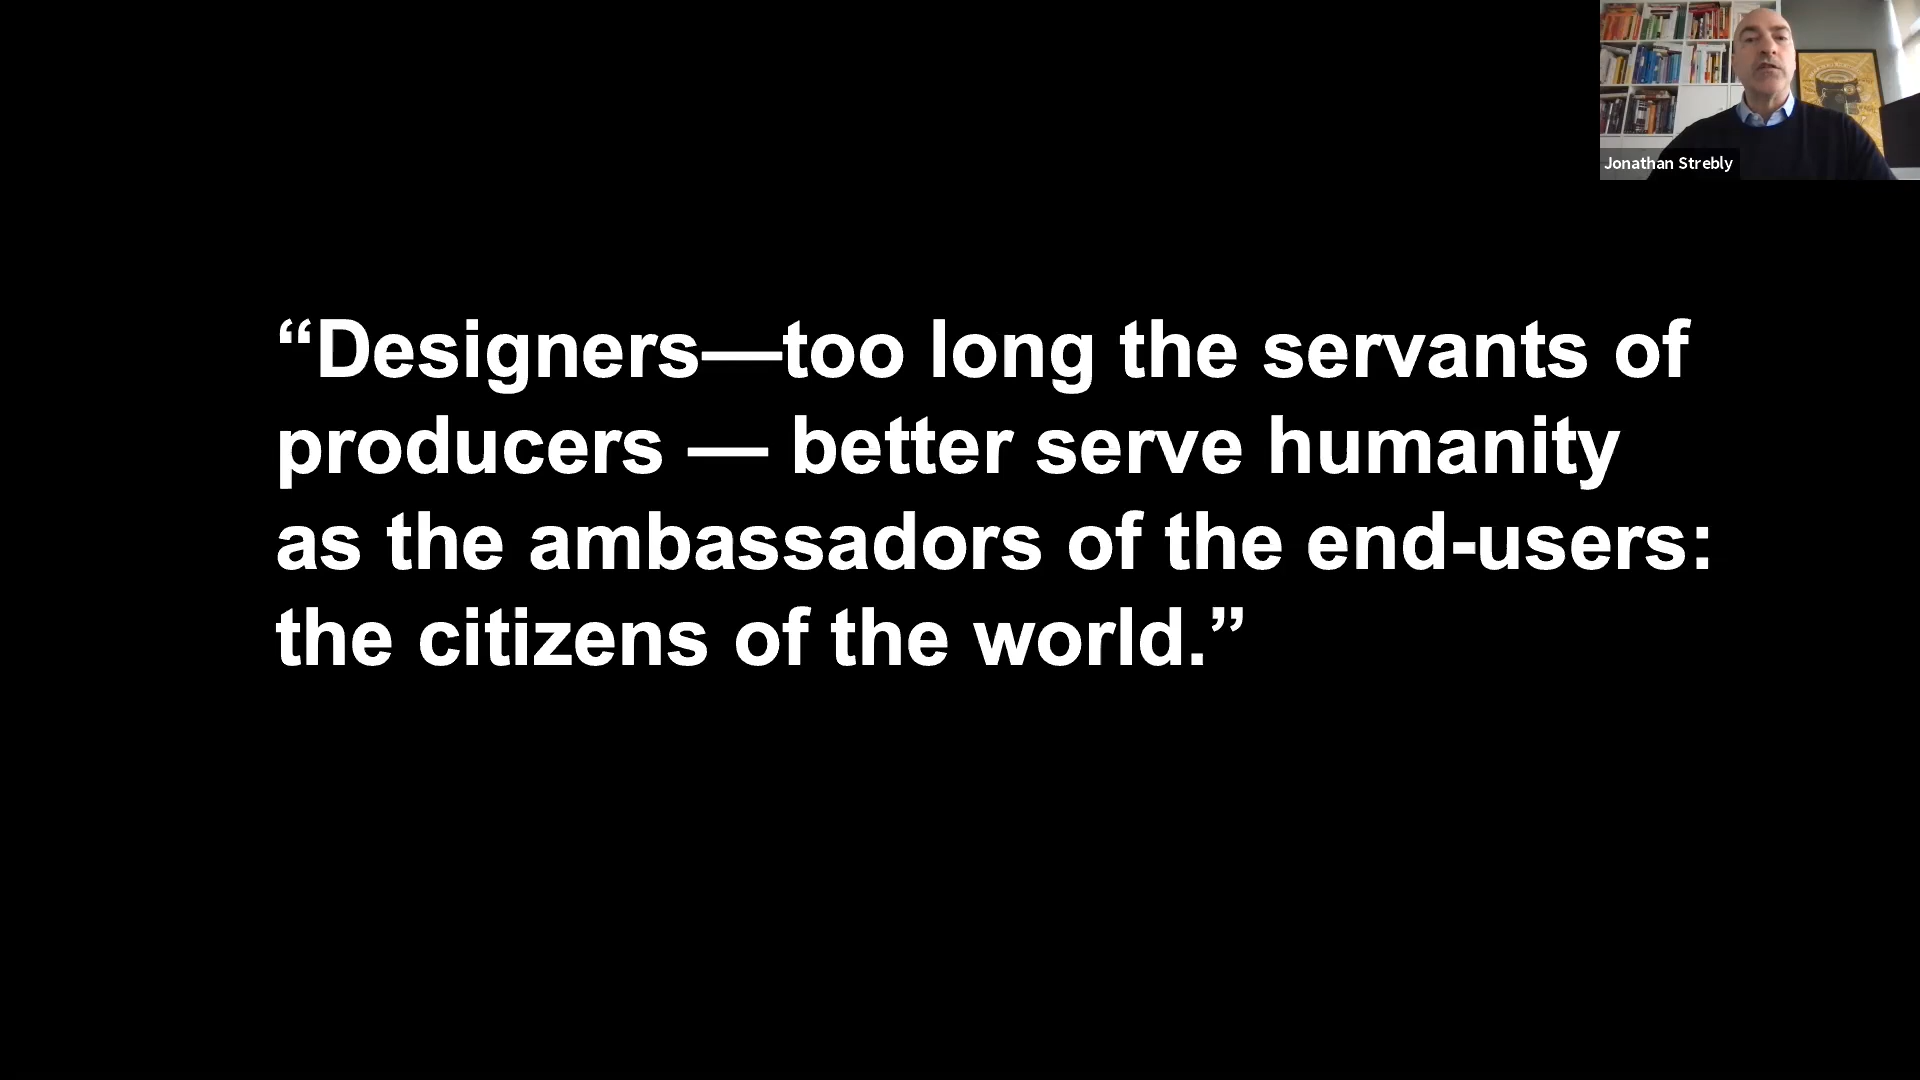 Jonathan Strebly
“Designers—too long the servants of
producers — better serve humanity
as the ambassadors of the end-users:
the citizens of the world.”